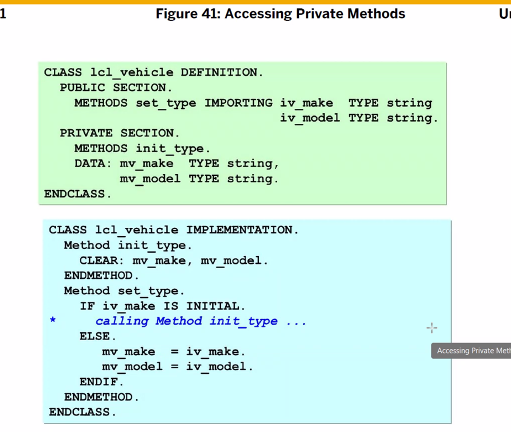 1 Figure 41: Accessing Private Methods
CLASS lcl_vehicle DEFINITION.
PUBLIC SECTION.
METHODS set_type IMPORTING iv_make TYPE string
iv_model TYPE string.
PRIVATE SECTION.
METHODS init_type.
DATA: mv_make TYPE string,
mv_model TYPE string.
ENDCLASS.
CLASS lcl_vehicle IMPLEMENTATION.
Method init_type.
CLEAR: mv_make, mv_model.
ENDMETHOD.
Method set_type.
IF iv_make IS INITIAL.
* calling Method init_type ...
ELSE.
mv_make = iv_make.
mv_model = iv_model.
ENDIF.
ENDMETHOD.
ENDCLASS.
Accessing Private